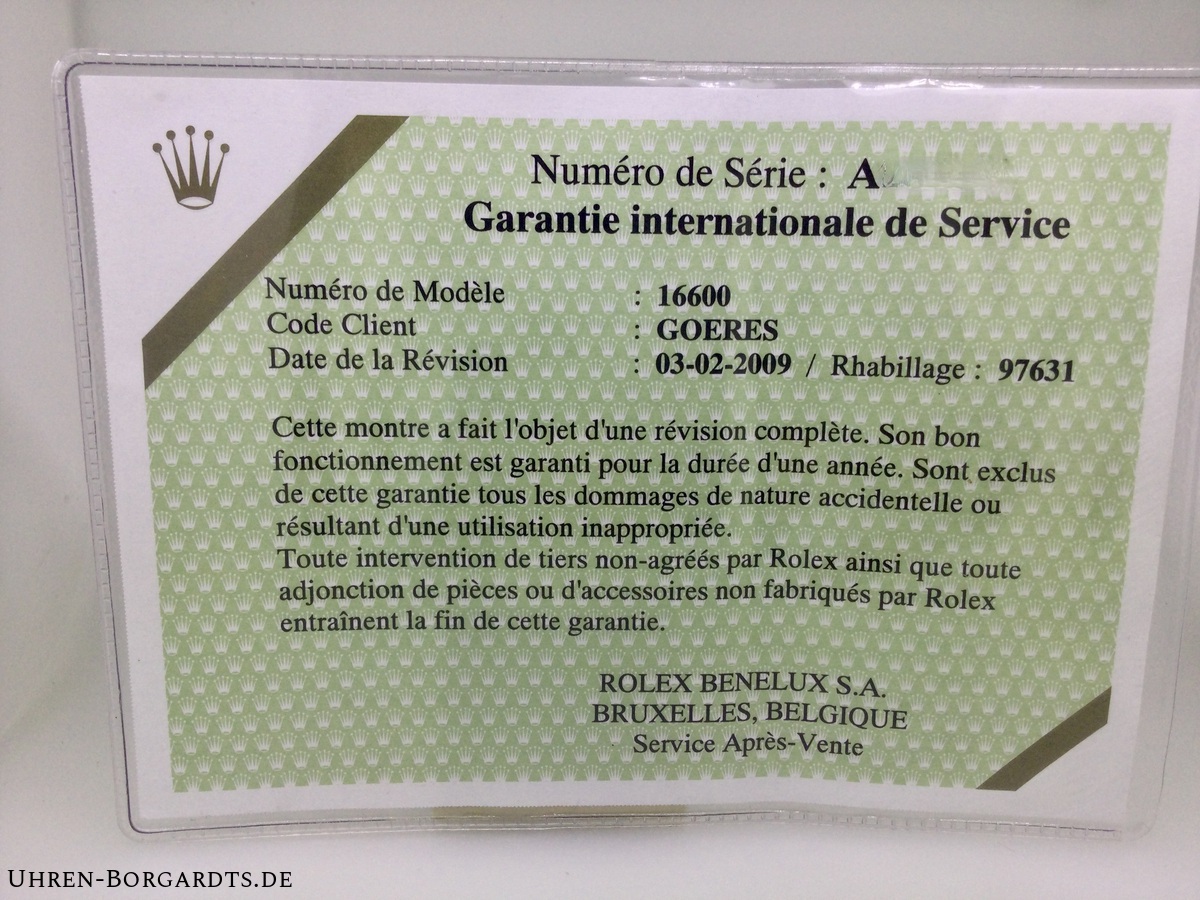 Numéro de Série : A
Garantie internationale de Service
Numéro de Modèle : 16600
Code Client : GOERES
Date de la Révision : 03-02-2009 / Rhabillage : 97631
Cette montre a fait l'objet d'une révision complète. Son bon
fonctionnement est garanti pour la durée d'une année. Sont exclus
de cette garantie tous les dommages de nature accidentelle ou
résultant d'une utilisation inappropriée.
Toute intervention de tiers non-agréés par Rolex ainsi que toute
adjonction de pièces ou d'accessoires non fabriqués par Rolex
entraînent la fin de cette garantie.
ROLEX BENELUX S.A.
BRUXELLES, BELGIQUE
Service Après-Vente
UHREN-BORGARDTS.DE